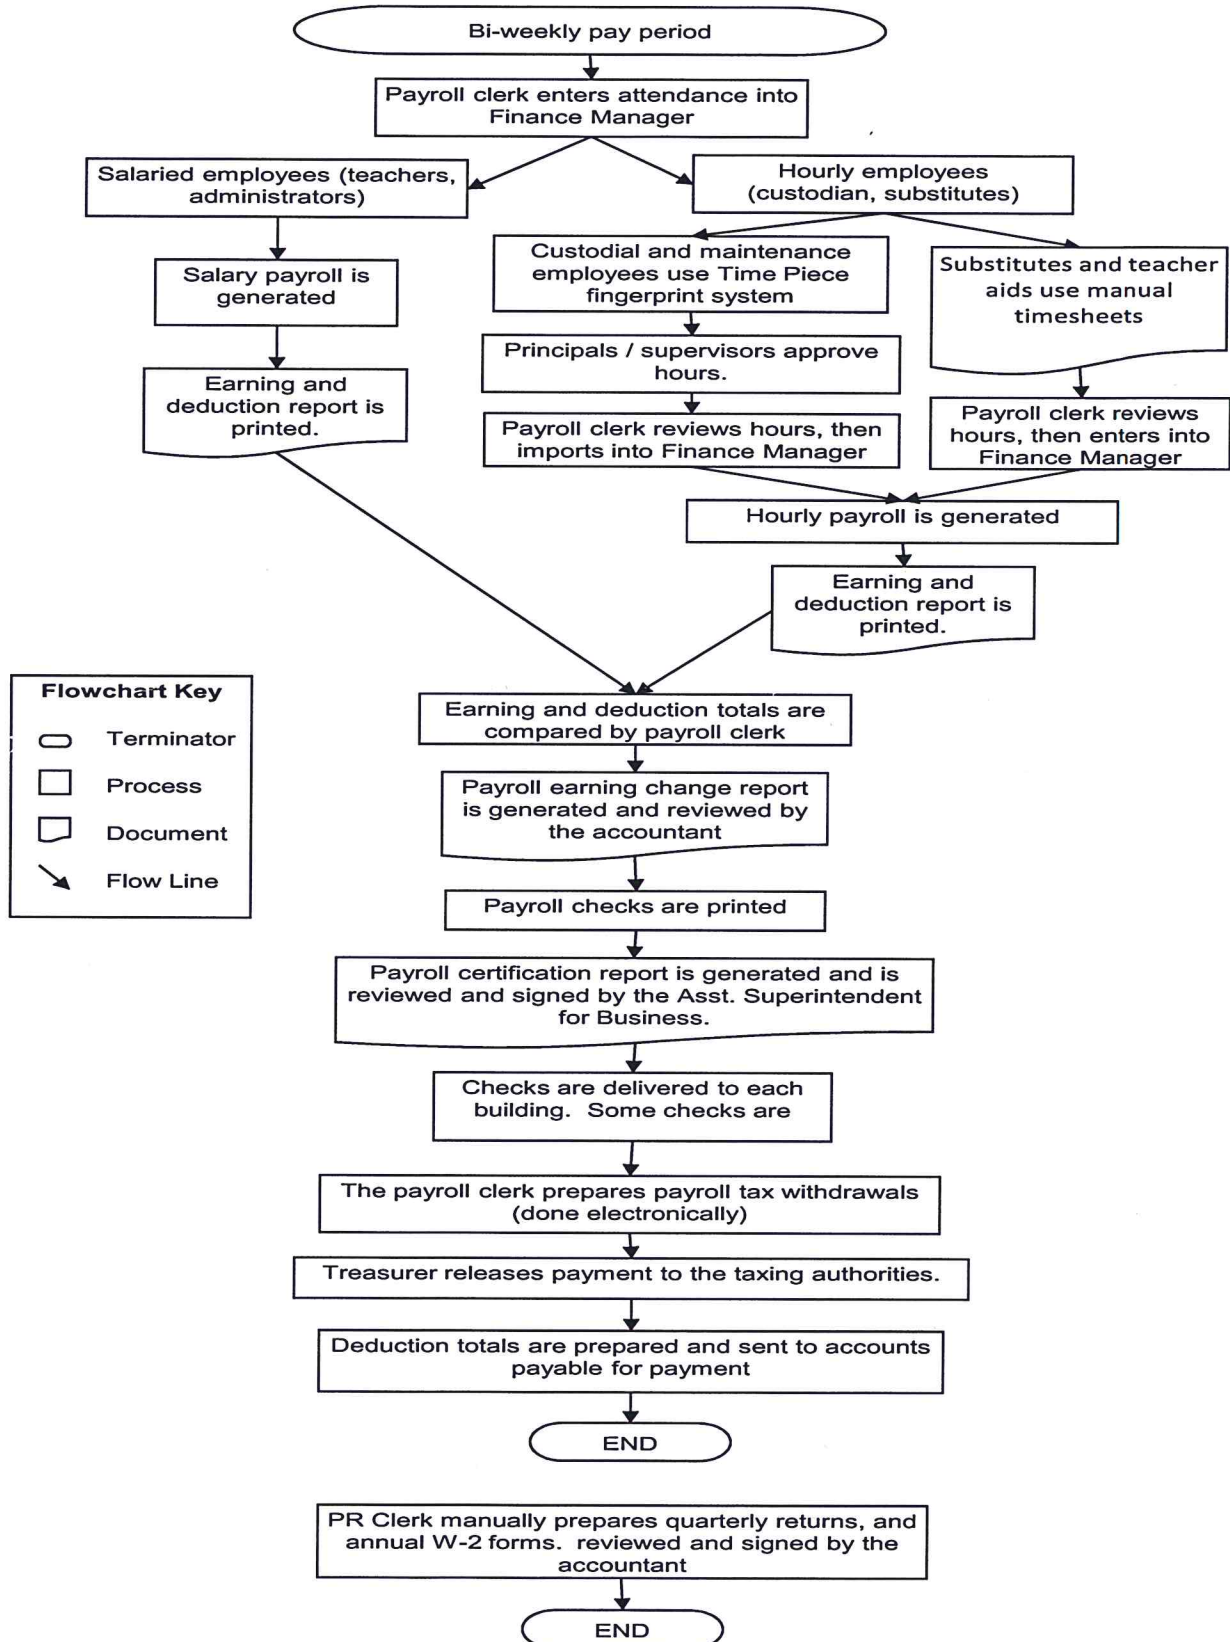 Bi-weekly pay period
Payroll clerk enters attendance into
Finance Manager
Salaried employees (teachers,
administrators)
Hourly employees
(custodian, substitutes)
Salary payroll is
generated
Custodial and maintenance
employees use Time Piece
fingerprint system
Substitutes and teacher
aids use manual
timesheets
Principals / supervisors approve
hours.
Earning and
deduction report is
printed.
Payroll clerk reviews hours, then
imports into Finance Manager
Payroll clerk reviews
hours, then enters into
Finance Manager
Hourly payroll is generated
Earning and
deduction report is
printed.
Flowchart Key
Terminator
Process
Document
Flow Line
Earning and deduction totals are
compared by payroll clerk
Payroll earning change report
is generated and reviewed by
the accountant
Payroll checks are printed
Payroll certification report is generated and is
reviewed and signed by the Asst. Superintendent
for Business.
Checks are delivered to each
building.  Some checks are
The payroll clerk prepares payroll tax withdrawals
(done electronically)
Treasurer releases payment to the taxing authorities.
Deduction totals are prepared and sent to accounts
payable for payment
END
PR Clerk manually prepares quarterly returns, and
annual W-2 forms.  reviewed and signed by the
accountant
END